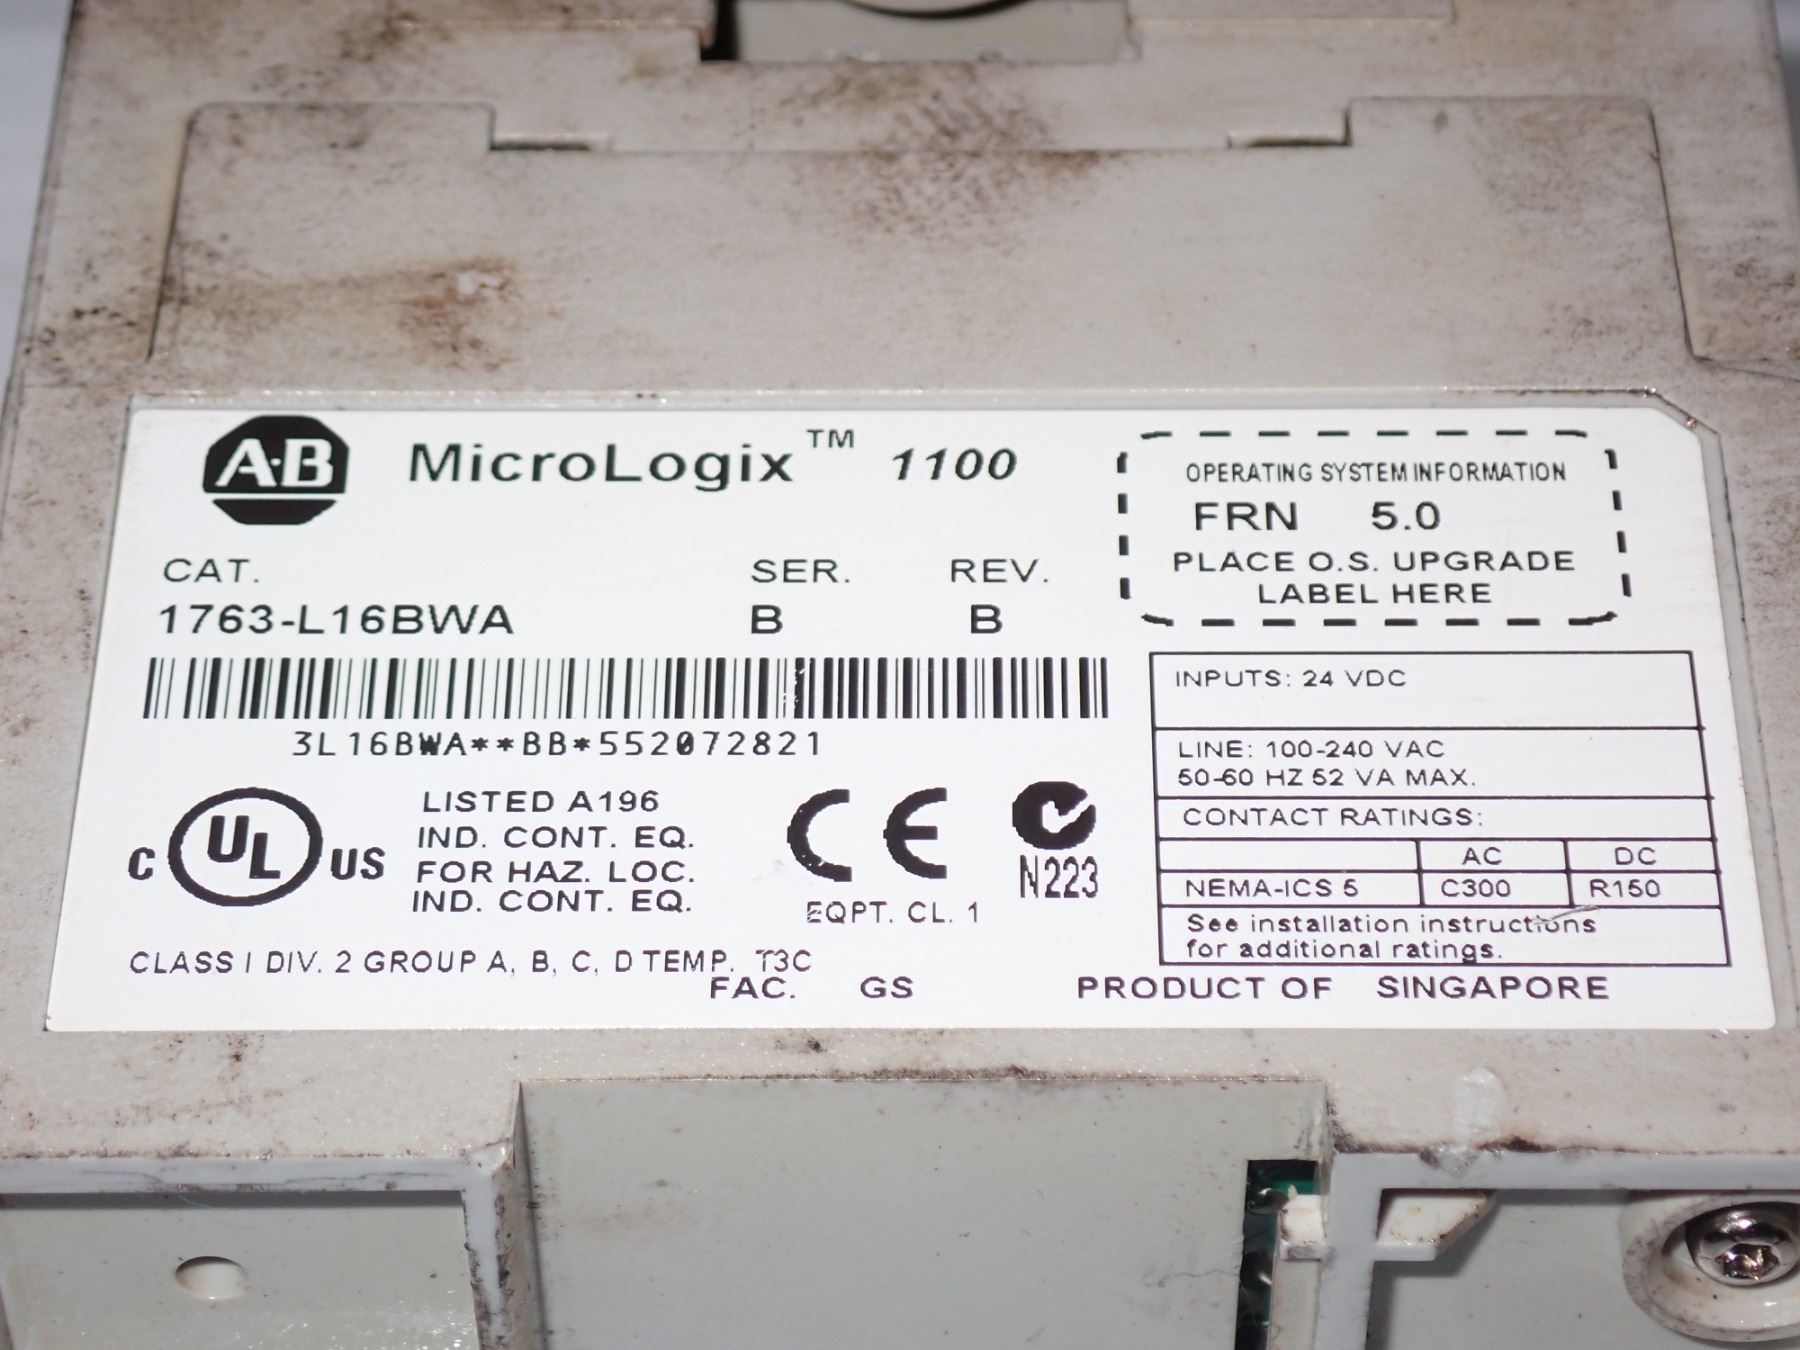 A·B MicroLogix™ 1100
CAT. SER. REV.
1763-L16BWA B B
3L16BWA**BB*552072821
OPERATING SYSTEM INFORMATION
FRN 5.0
PLACE O.S. UPGRADE
LABEL HERE
INPUTS: 24 VDC
LINE: 100-240 VAC
50-60 HZ 52 VA MAX.
CONTACT RATINGS:
AC DC
NEMA-ICS 5 C300 R150
See installation instructions
for additional ratings.
C UL US
LISTED A196
IND. CONT. EQ.
FOR HAZ. LOC.
IND. CONT. EQ.
CE
EQPT. CL. 1
N223
CLASS I DIV. 2 GROUP A, B, C, D TEMP. T3C
FAC. GS PRODUCT OF SINGAPORE